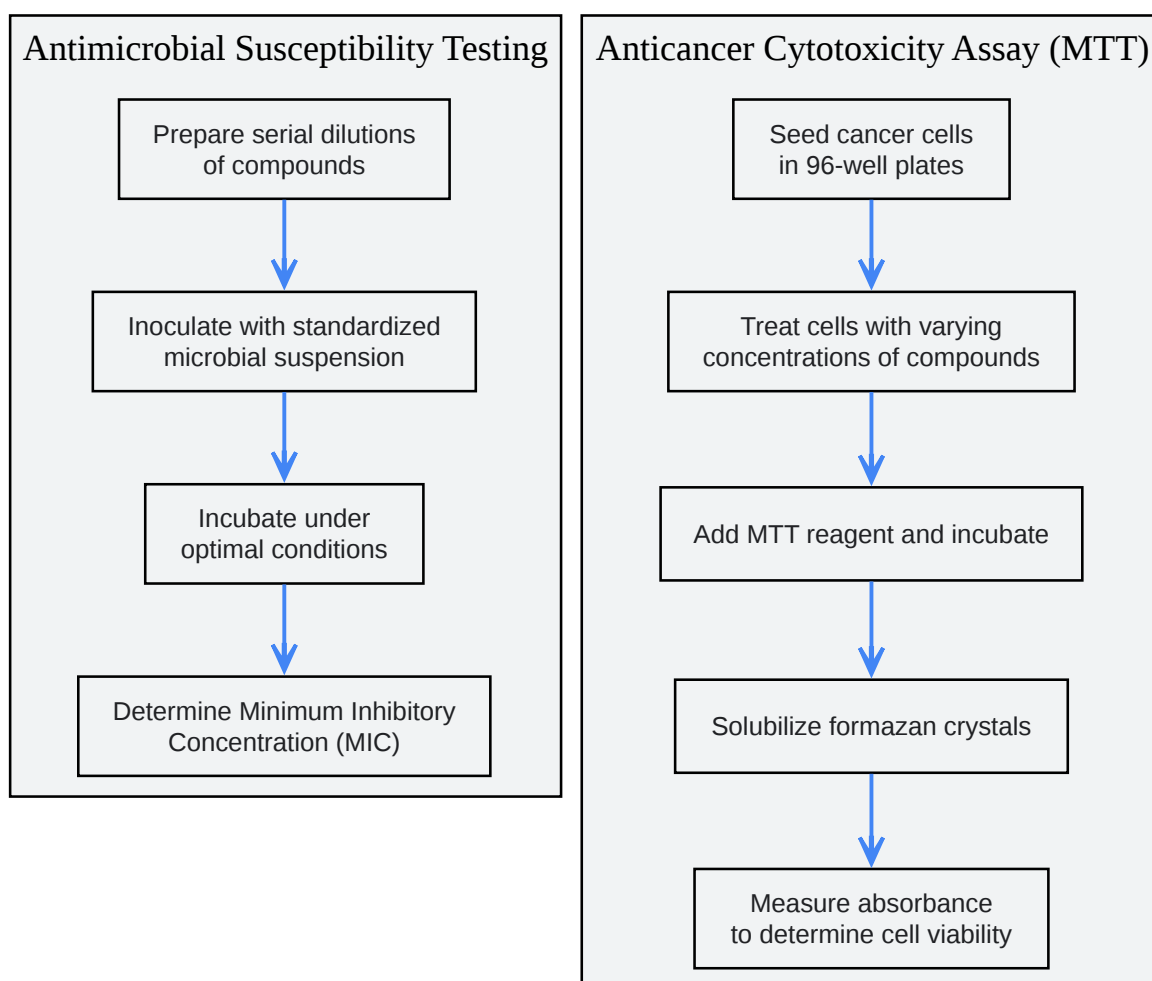 Antimicrobial Susceptibility Testing
Prepare serial dilutions
of compounds
Inoculate with standardized
microbial suspension
Incubate under
optimal conditions
Determine Minimum Inhibitory
Concentration (MIC)
Anticancer Cytotoxicity Assay (MTT)
Seed cancer cells
in 96-well plates
Treat cells with varying
concentrations of compounds
Add MTT reagent and incubate
Solubilize formazan crystals
Measure absorbance
to determine cell viability